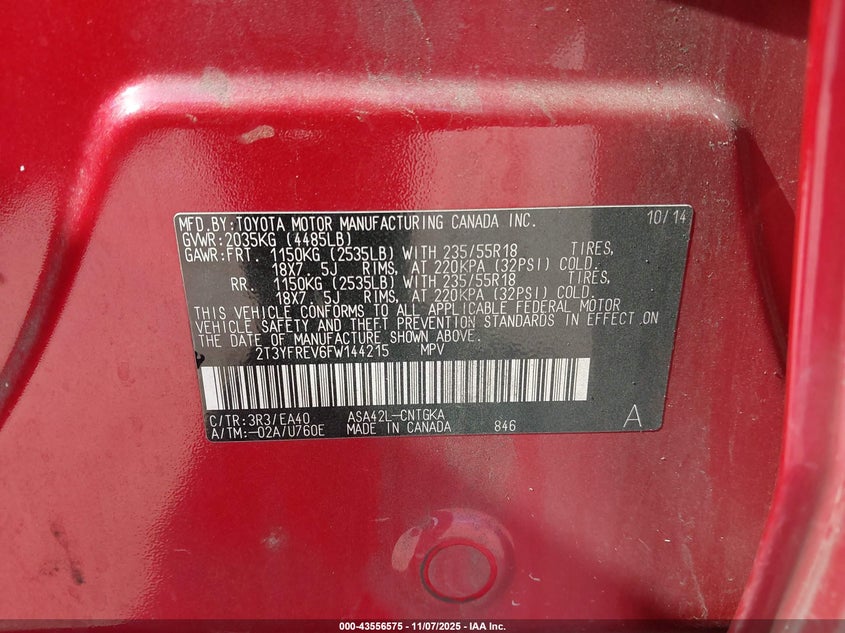 MFD.BY:TOYOTA MOTOR MANUFACTURING CANADA INC. 10/14
GVWR:2035KG (4485LB)
GAWR:FRT. 1150KG (2535LB) WITH 235/55R18 TIRES,
18X7 .5J RIMS, AT 220KPA (32PSI) COLD
RR. 1150KG (2535LB) WITH 235/55R18 TIRES,
18X7 .5J RIMS, AT 220KPA (32PSI) COLD,
THIS VEHICLE CONFORMS TO ALL APPLICABLE FEDERAL MOTOR
VEHICLE SAFETY AND THEFT PREVENTION STANDARDS IN EFFECT ON
THE DATE OF MANUFACTURE SHOWN ABOVE.
2T3YFREV6FW144215 MPV
C/TR:3R3/EA40 ASA42L-CNTGKA
A/TM:-02A/U760E MADE IN CANADA 846 A
000-43556575 - 11/07/2025 - IAA Inc.